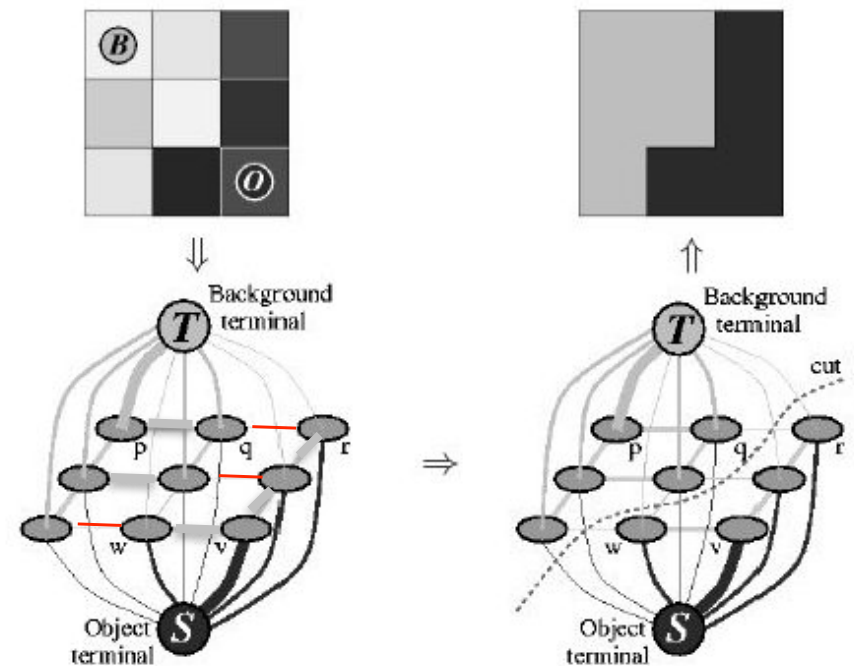 B
O
⇓
⇑
Background
terminal
T
p
q
r
w
v
S
Object
terminal
⇒
Background
terminal
T
cut
p
q
r
w
v
S
Object
terminal